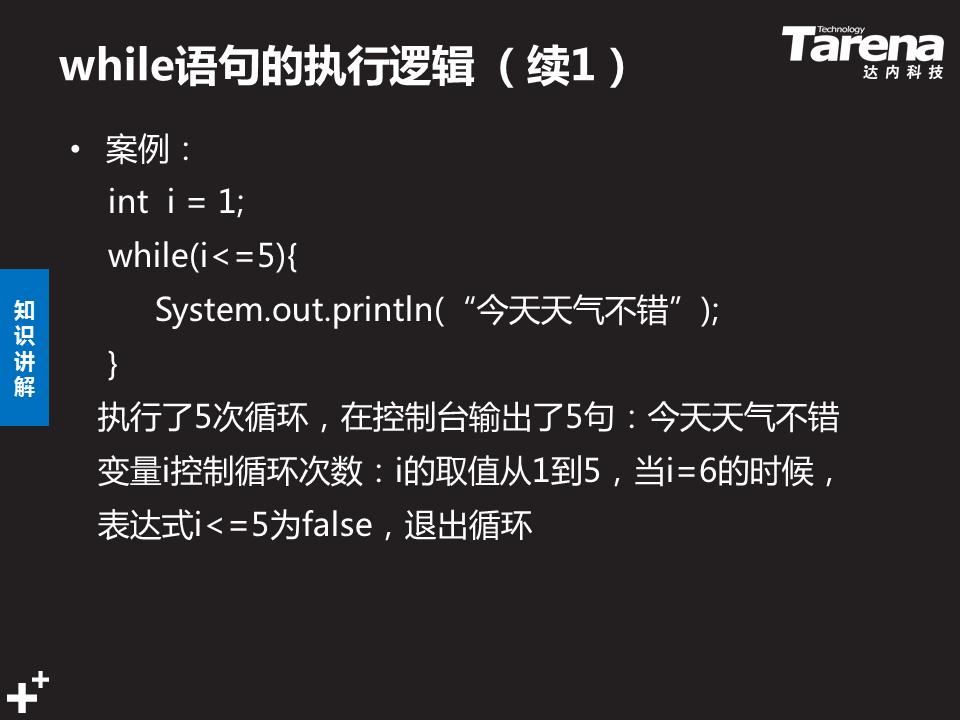 while语句的执行逻辑（续1）
Technology
Tarena
达内科技
• 案例：
int i = 1;
while(i<=5){
System.out.println(“今天天气不错”);
}
执行了5次循环，在控制台输出了5句：今天天气不错
变量i控制循环次数：i的取值从1到5，当i=6的时候，
表达式i<=5为false，退出循环
知
识
讲
解